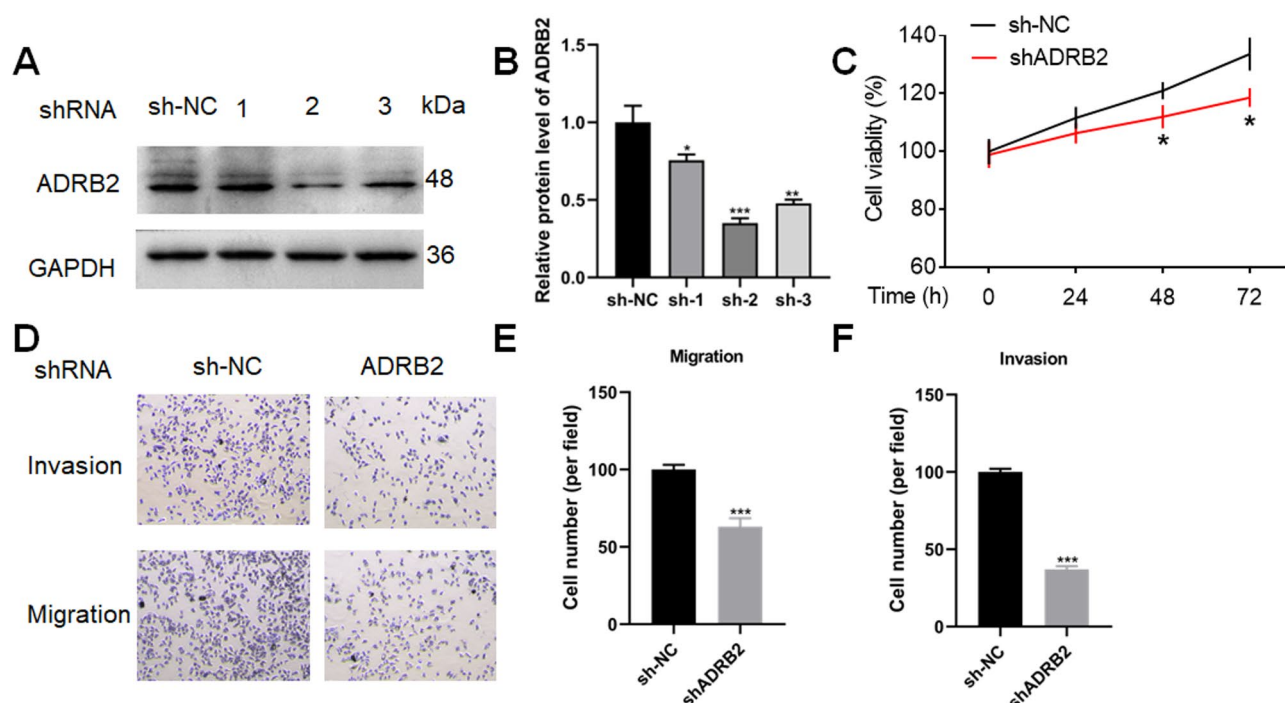 A
shRNA sh-NC 1 2 3 kDa
ADRB2 48
GAPDH 36
B
Relative protein level of ADRB2
1.5
1.0
0.5
0.0
* *** **
sh-NC sh-1 sh-2 sh-3
C
sh-NC
shADRB2
Cell viablity (%)
140
120
100
80
60
* *
Time (h) 0 24 48 72
D
shRNA sh-NC ADRB2
Invasion
Migration
E
Migration
Cell number (per field)
150
100
50
0
***
sh-NC
shADRB2
F
Invasion
Cell number (per field)
150
100
50
0
***
sh-NC
shADRB2